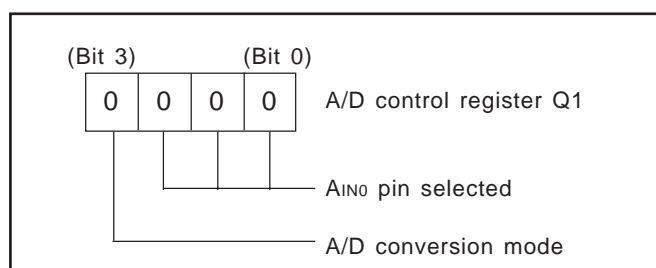 (Bit 3) (Bit 0)
0 0 0 0 A/D control register Q1
AIN0 pin selected
A/D conversion mode